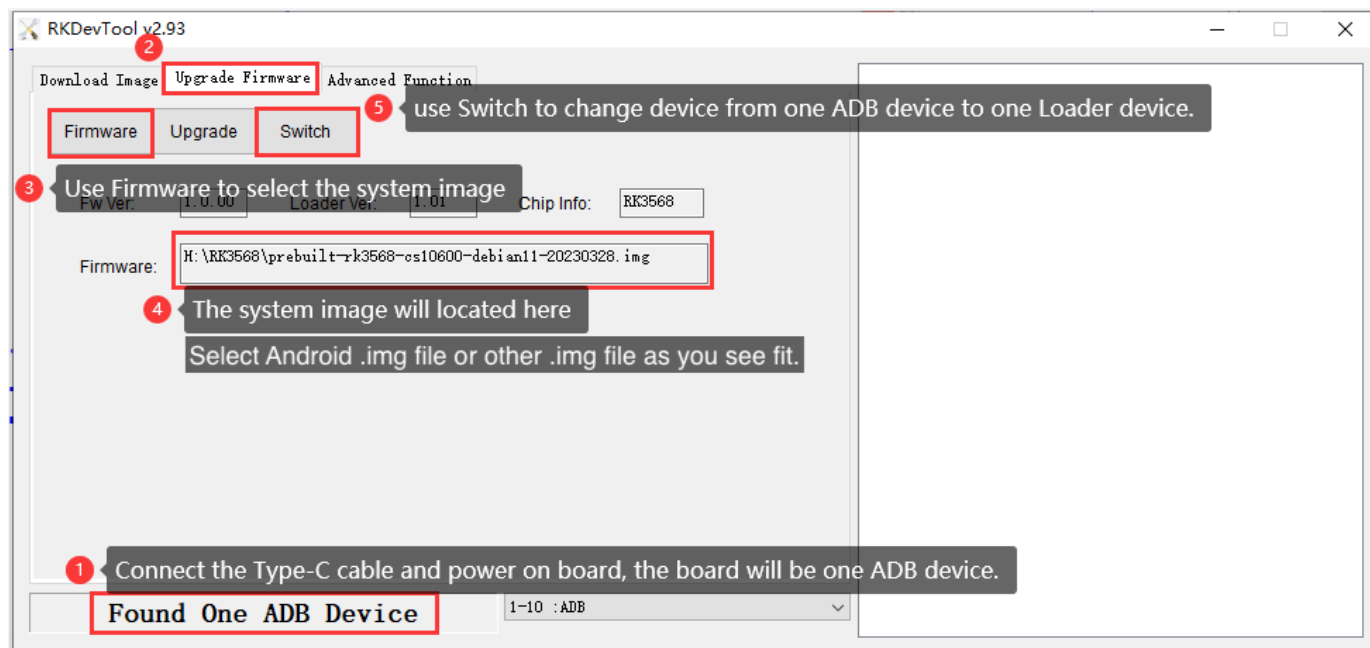 RKDevTool v2.93
2
Download Image Upgrade Firmware Advanced Function
5 use Switch to change device from one ADB device to one Loader device.
Firmware Upgrade Switch
3 Use Firmware to select the system image
Fw Ver: 1.0.00 Loader Ver: 1.01 Chip Info: RK3568
Firmware: H:\RK3568\prebuilt-rk3568-cs10600-debian11-20230328.img
4 The system image will located here
Select Android .img file or other .img file as you see fit.
1 Connect the Type-C cable and power on board, the board will be one ADB device.
Found One ADB Device 1-10 :ADB